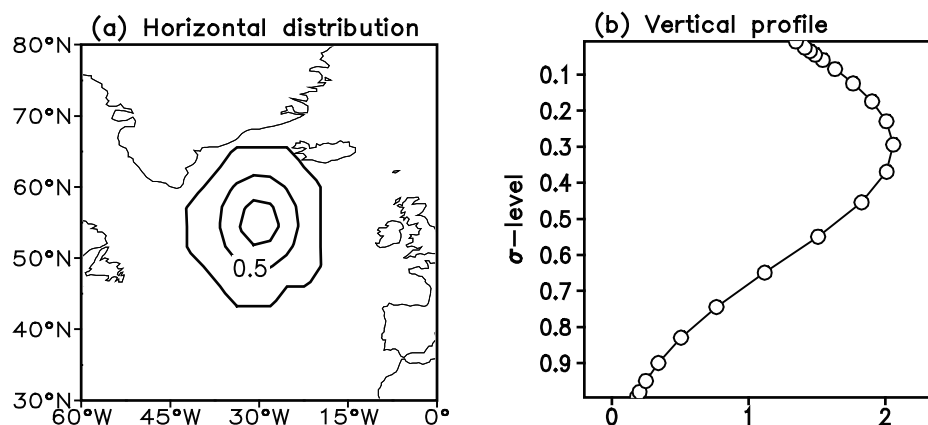 (a) Horizontal distribution
80°N
70°N
60°N
50°N
40°N
30°N
0.5
60°W 45°W 30°W 15°W 0°
(b) Vertical profile
0.1
0.2
0.3
0.4
0.5
0.6
0.7
0.8
0.9
σ-level
0 1 2